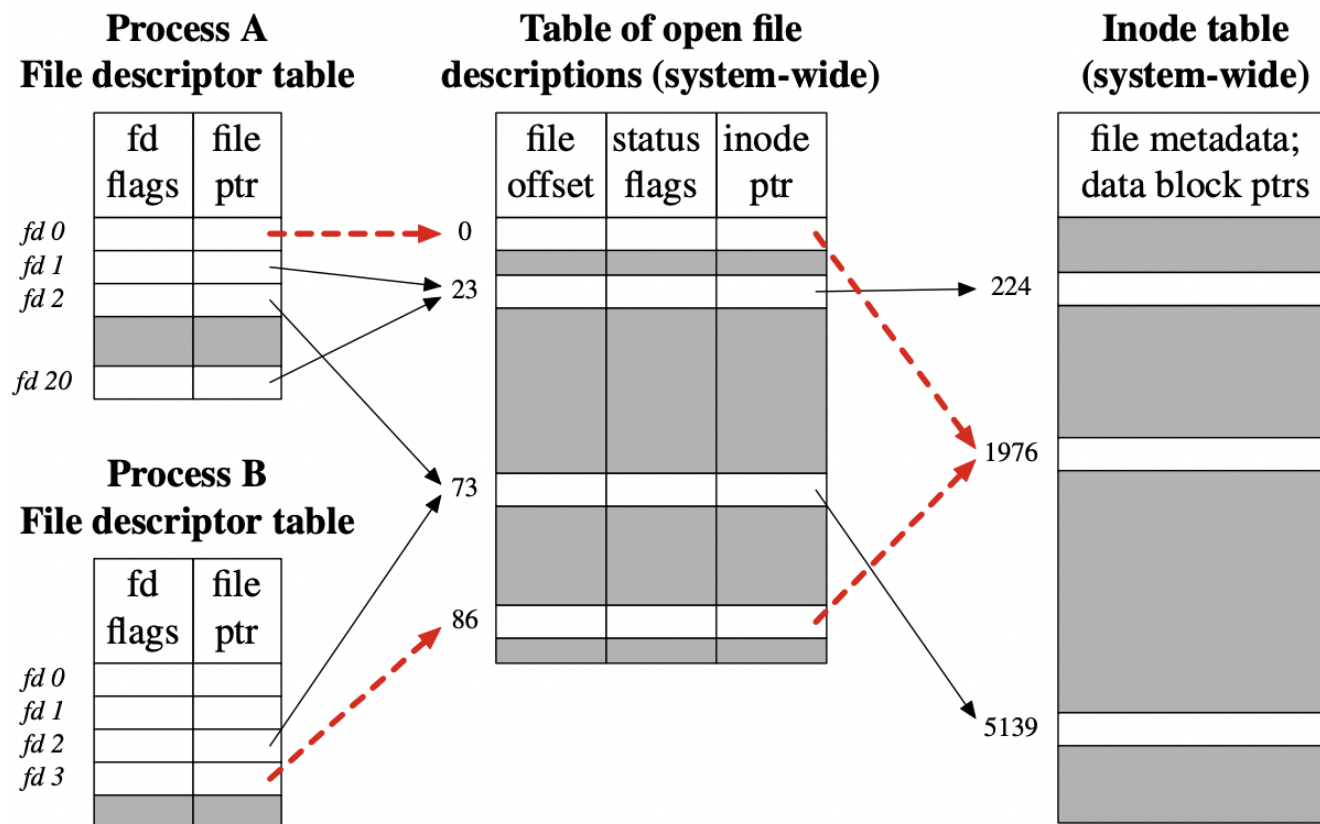 Process A
File descriptor table
fd file
flags ptr
fd 0
fd 1
fd 2
fd 20
Process B
File descriptor table
fd file
flags ptr
fd 0
fd 1
fd 2
fd 3
Table of open file
descriptions (system-wide)
file status inode
offset flags ptr
0
23
73
86
Inode table
(system-wide)
file metadata;
data block ptrs
224
1976
5139